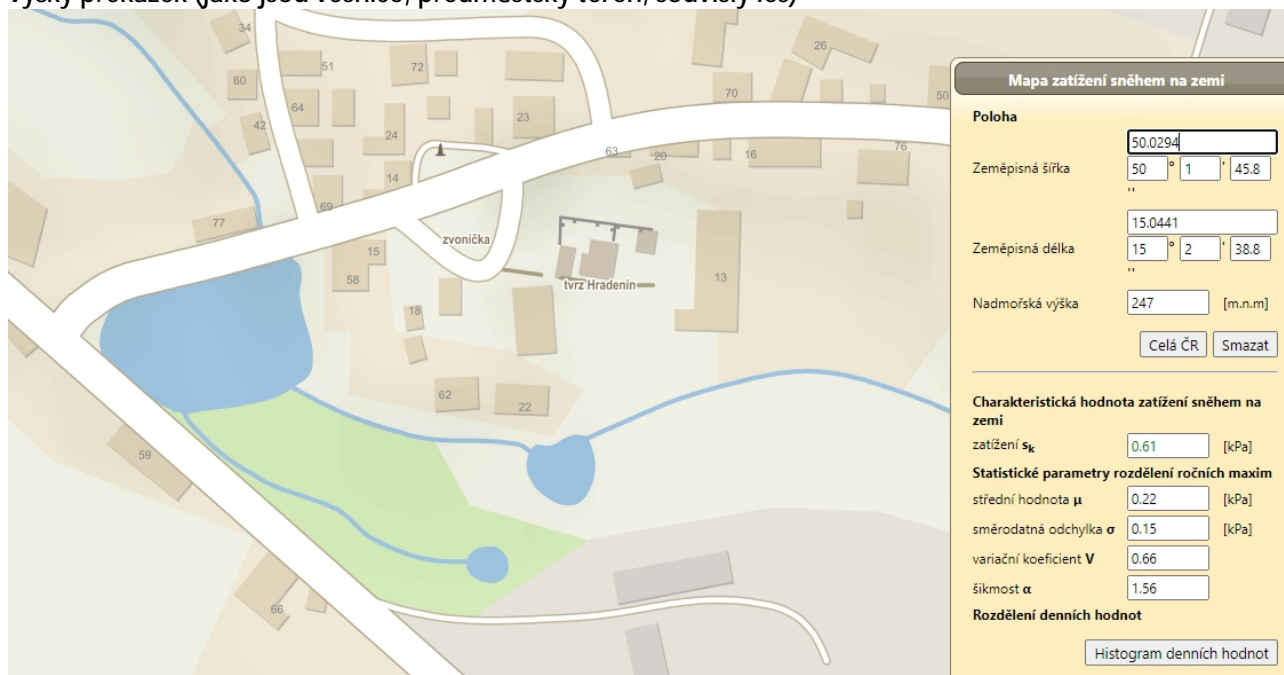 výšky překážek (jako jsou vesnice, předměstský terén, souvislý les)
34
26
51
72
60
70
50
64
23
42
24
63
20
16
76
14
69
77
zvonička
15
58
tvrz Hradenín
13
18
62
22
59
66
Mapa zatížení sněhem na zemi
Poloha
50.0294
Zeměpisná šířka
50 ° 1 ' 45.8
''
15.0441
Zeměpisná délka
15 ° 2 ' 38.8
''
Nadmořská výška 247 [m.n.m]
Celá ČR Smazat
Charakteristická hodnota zatížení sněhem na
zemi
zatížení sk 0.61 [kPa]
Statistické parametry rozdělení ročních maxim
střední hodnota μ 0.22 [kPa]
směrodatná odchylka σ 0.15 [kPa]
variační koeficient V 0.66
šikmost α 1.56
Rozdělení denních hodnot
Histogram denních hodnot